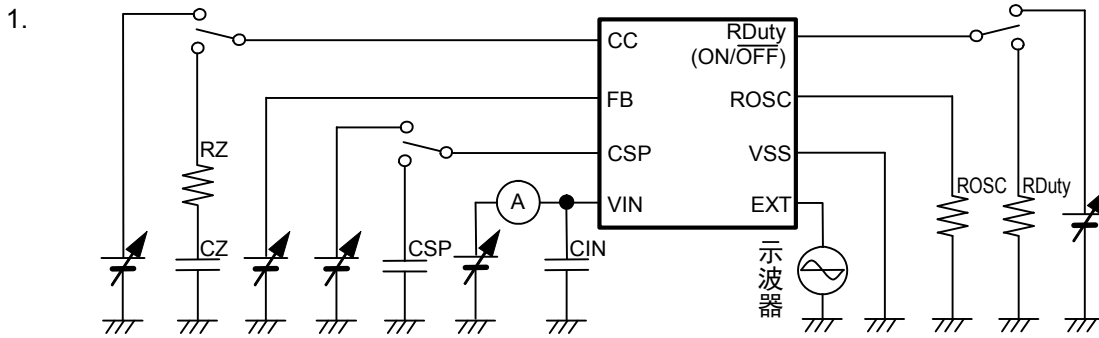 1.
CC
RDuty
(ON/OFF)
FB
ROSC
CSP
VSS
VIN
EXT
RZ
CZ
CSP
A
CIN
示波器
ROSC
RDuty